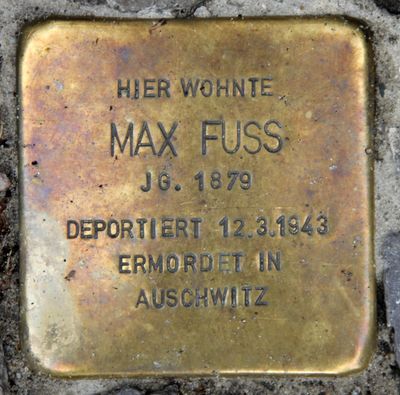 HIER WOHNTE
MAX FUSS
JG. 1879
DEPORTIERT 12.3.1943
ERMORDET IN
AUSCHWITZ